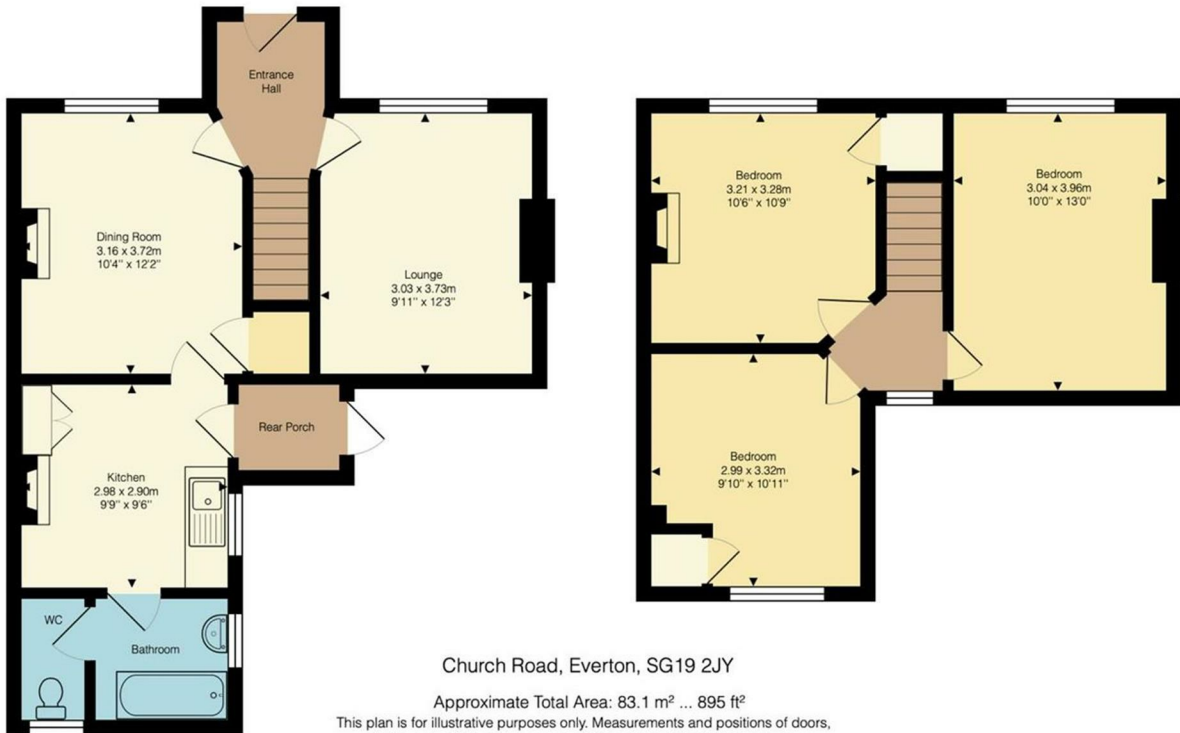 Entrance
Hall
Dining Room
3.16 x 3.72m
10'4'' x 12'2''
Lounge
3.03 x 3.73m
9'11'' x 12'3''
Rear Porch
Kitchen
2.98 x 2.90m
9'9'' x 9'6''
WC
Bathroom
Bedroom
3.21 x 3.28m
10'6'' x 10'9''
Bedroom
3.04 x 3.96m
10'0'' x 13'0''
Bedroom
2.99 x 3.32m
9'10'' x 10'11''
Church Road, Everton, SG19 2JY
Approximate Total Area: 83.1 m² ... 895 ft²
This plan is for illustrative purposes only. Measurements and positions of doors,